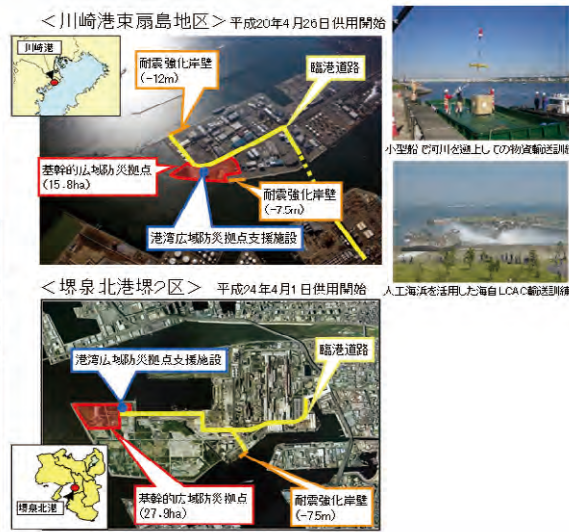 ＜川崎港東扇島地区＞ 平成20年4月26日供用開始
川崎港
耐震強化岸壁
(-12m)
臨港道路
基幹的広域防災拠点
(15.8ha)
耐震強化岸壁
(-7.5m)
港湾広域防災拠点支援施設
小型船で河川を遡上しての物資輸送訓練
人工海浜を活用した海自LCAC輸送訓練
＜堺泉北港堺2区＞ 平成24年4月1日供用開始
港湾広域防災拠点支援施設
臨港道路
堺泉北港
基幹的広域防災拠点
(27.9ha)
耐震強化岸壁
(-7.5m)